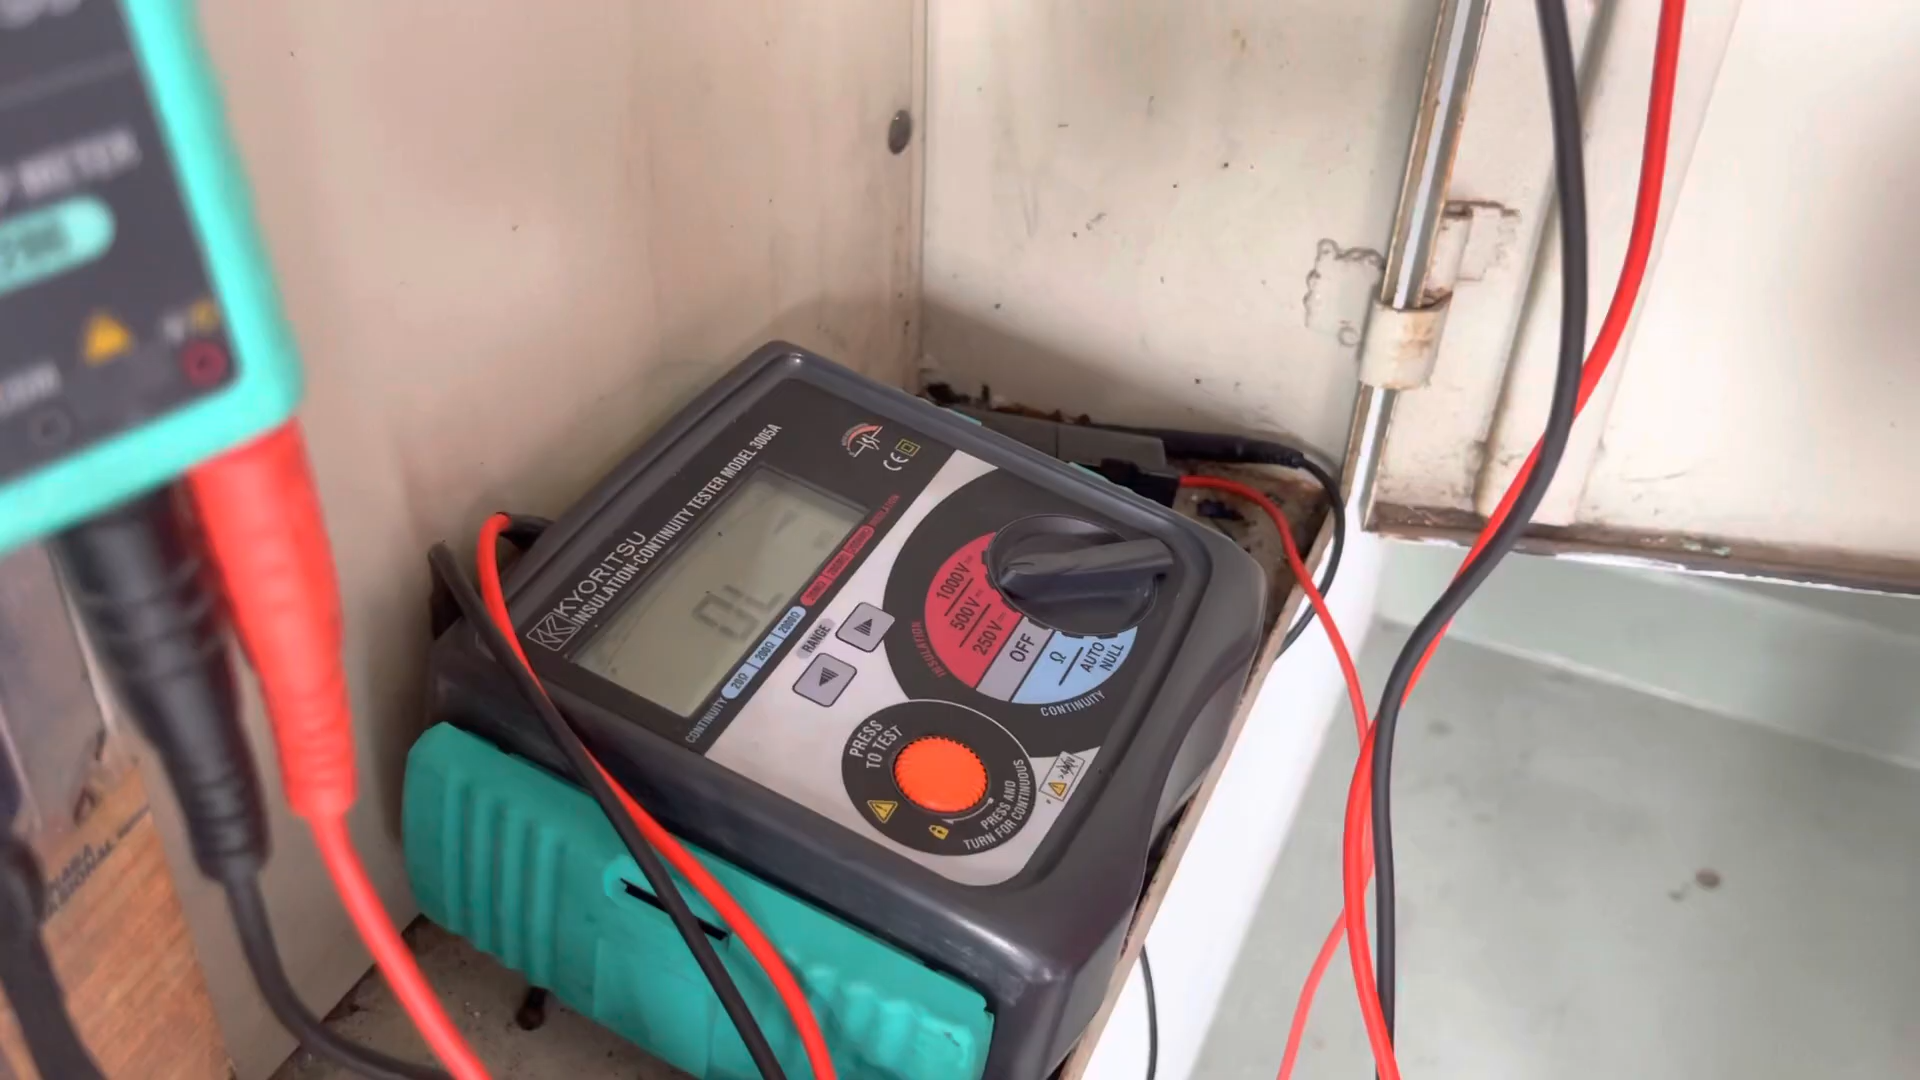 METER
KYORITSU
INSULATION-CONTINUITY TESTER MODEL 3005A
CE
OL
CONTINUITY
20Ω
200Ω
2000Ω
RANGE
INSULATION
1000V
500V
250V
OFF
Ω
AUTO NULL
CONTINUITY
PRESS
TO TEST
PRESS AND
TURN FOR CONTINUOUS